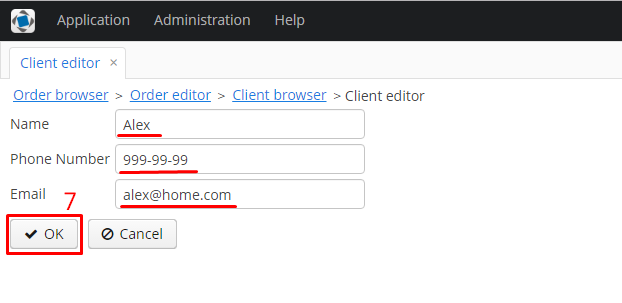 Application Administration Help
Client editor ×
Order browser > Order editor > Client browser > Client editor
Name Alex
Phone Number 999-99-99
Email alex@home.com
7
OK Cancel